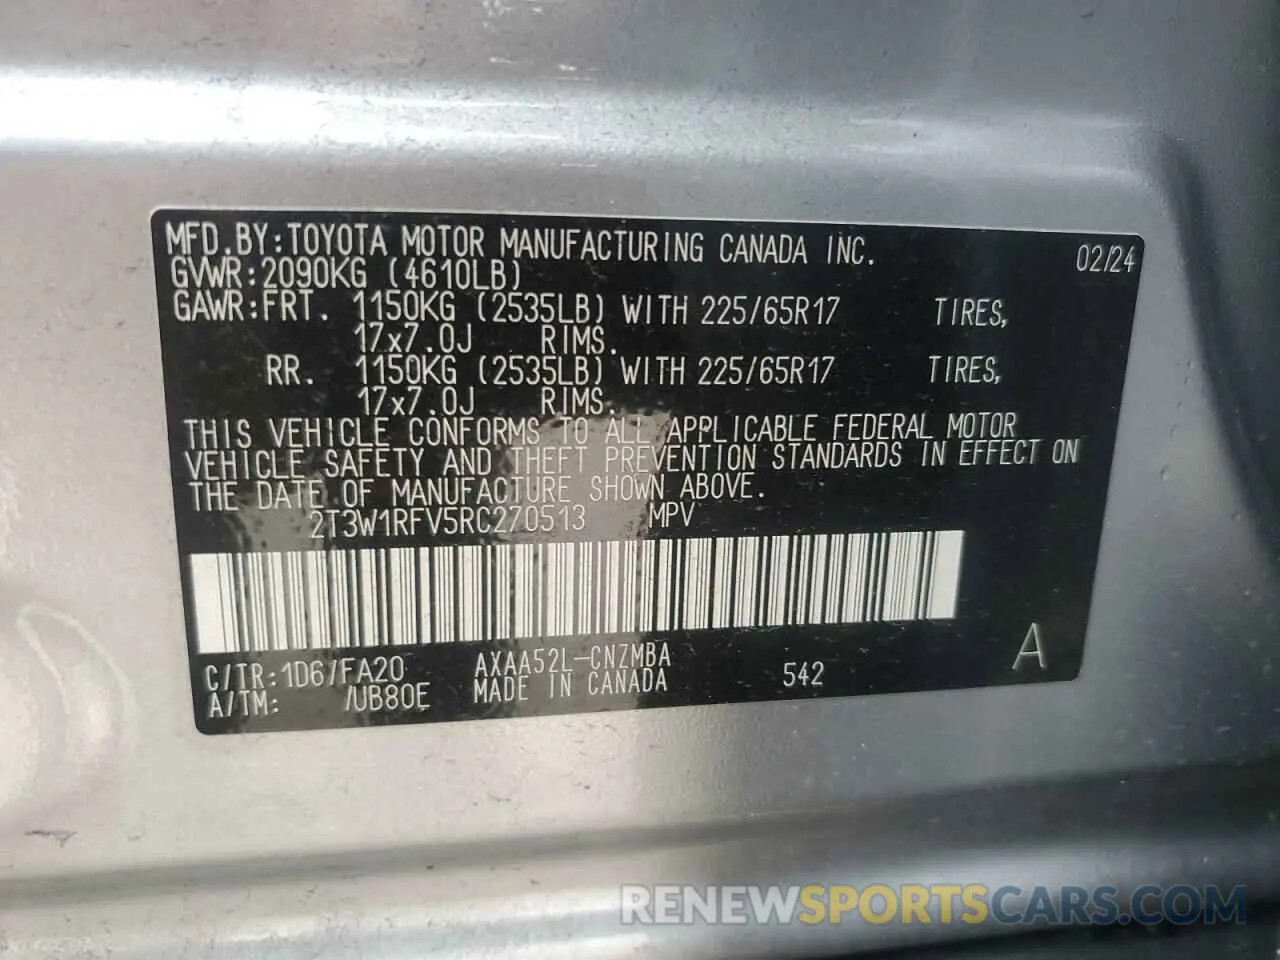 MFD.BY:TOYOTA MOTOR MANUFACTURING CANADA INC. 02/24
GVWR:2090KG (4610LB)
GAWR:FRT. 1150KG (2535LB) WITH 225/65R17 TIRES,
17x7.0J RIMS.
RR. 1150KG (2535LB) WITH 225/65R17 TIRES,
17x7.0J RIMS.
THIS VEHICLE CONFORMS TO ALL APPLICABLE FEDERAL MOTOR
VEHICLE SAFETY AND THEFT PREVENTION STANDARDS IN EFFECT ON
THE DATE OF MANUFACTURE SHOWN ABOVE.
2T3W1RFV5RC270513 MPV
C/TR:1D6/FA20 AXAA52L-CNZMBA 542 A
A/TM: /UB80E MADE IN CANADA
RENEWSPORTSCARS.COM